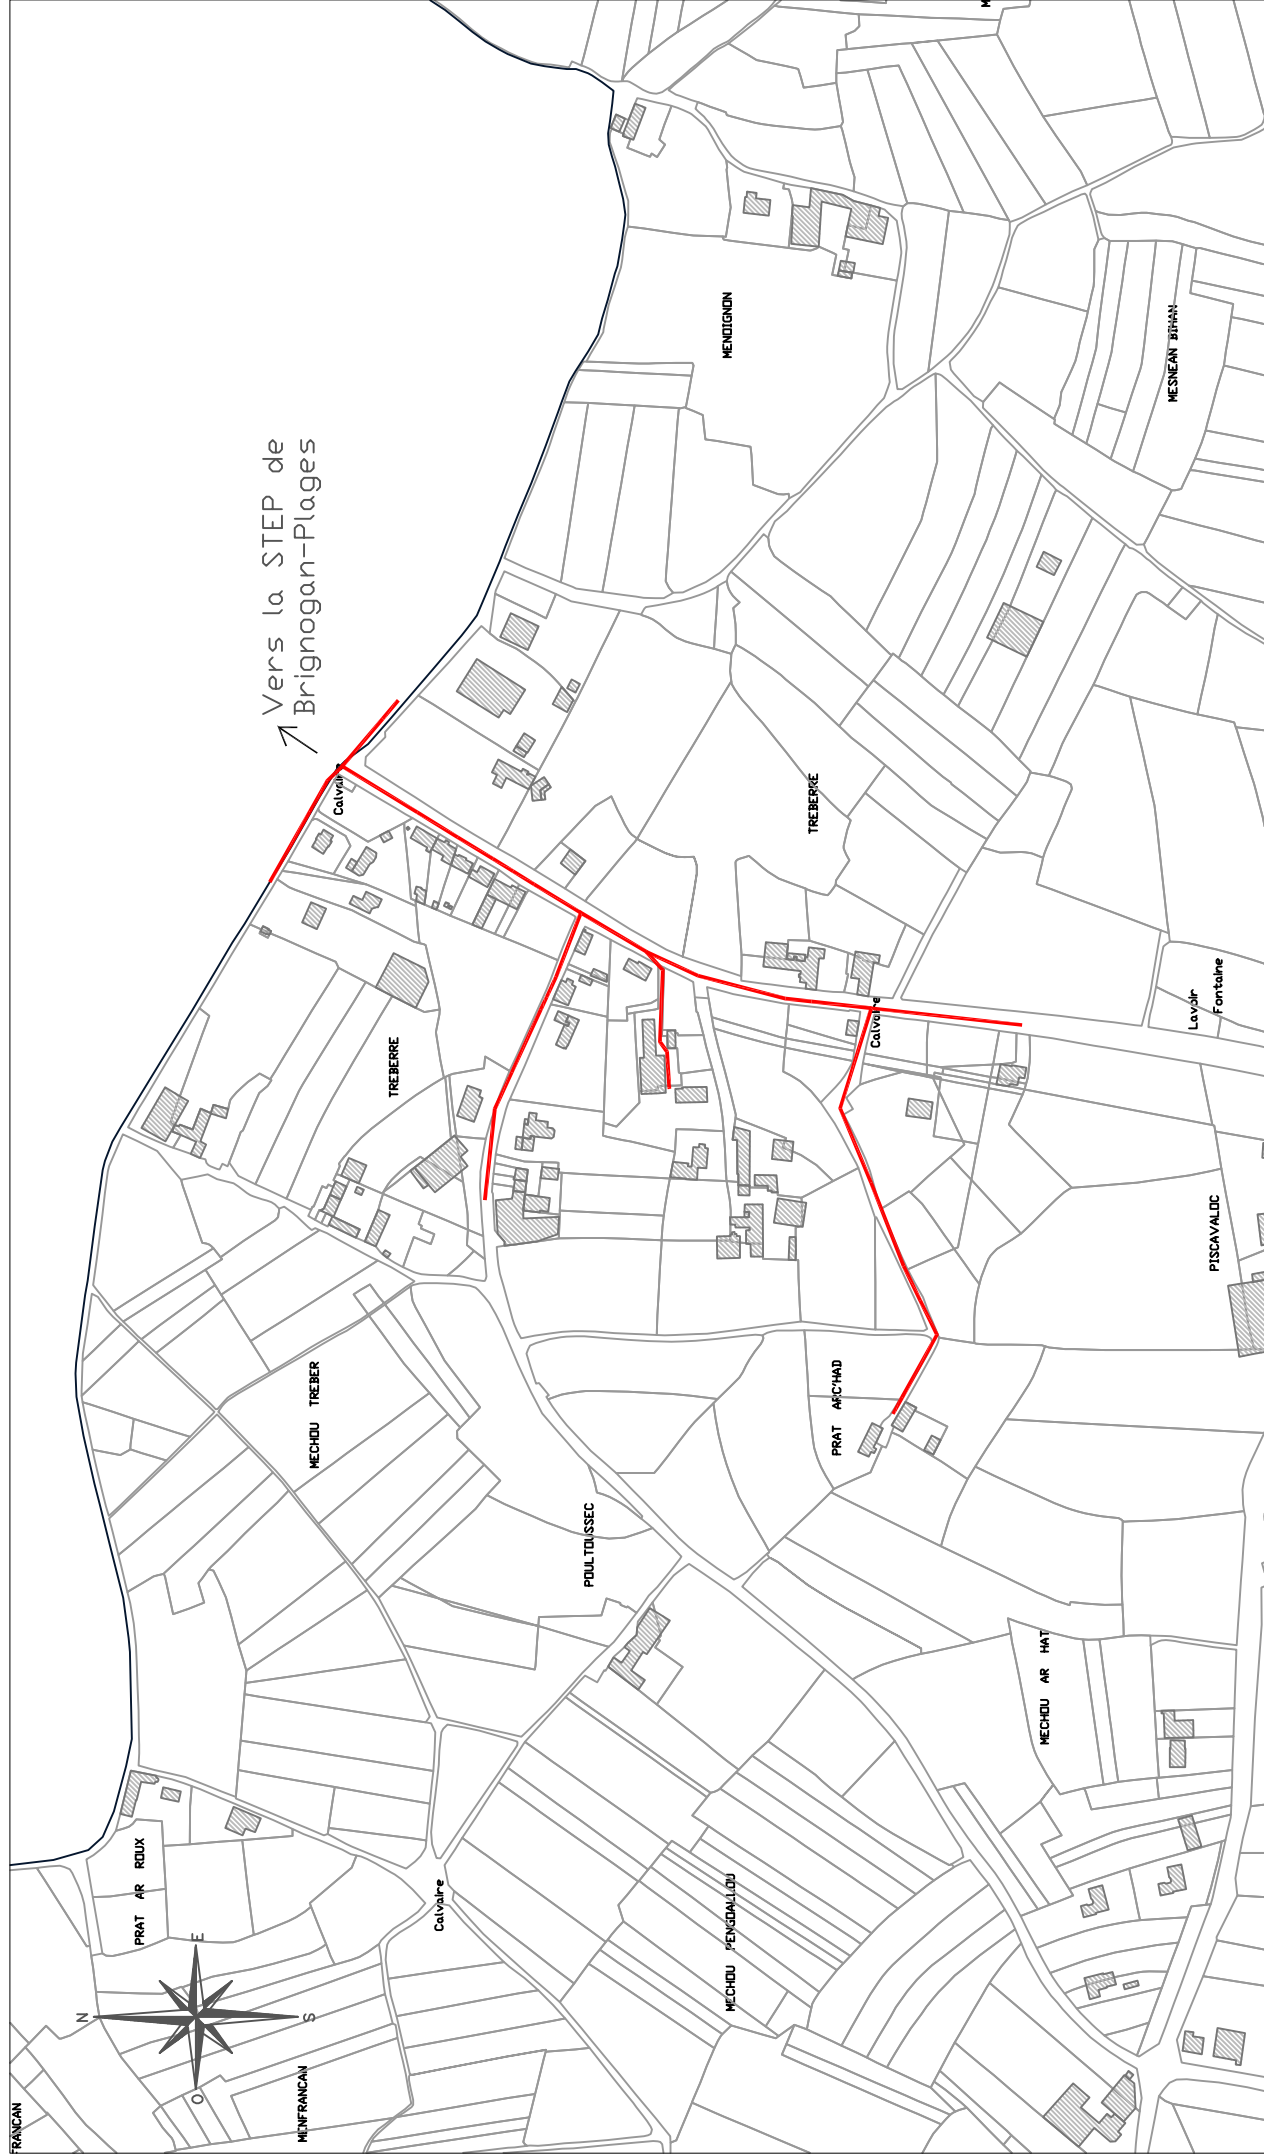 Vers la STEP de
Brignogan-Plages
MENDIGNON
MESNEAN BIHAN
Calvaire
TREBERRE
TREBERRE
Calvaire
Lavoir
Fontaine
PISCAVALOC
MECHOU TREBER
PRAT ARC'HAD
POULTOUSSEC
MECHOU AR HAT
PRAT AR ROUX
Calvaire
MECHOU PENGOALLOU
N
E
S
O
MENFRANCAN
FRANCAN